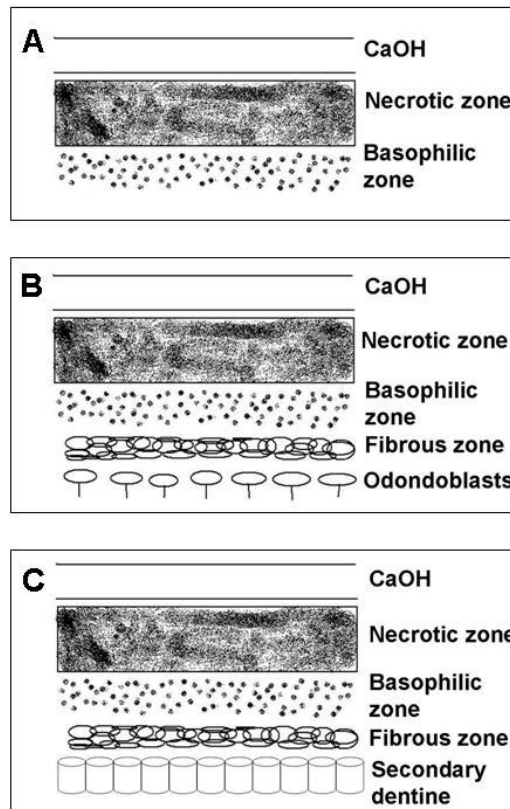 A
CaOH
Necrotic zone
Basophilic
zone
B
CaOH
Necrotic zone
Basophilic
zone
Fibrous zone
Odondoblasts
C
CaOH
Necrotic zone
Basophilic
zone
Fibrous zone
Secondary
dentine